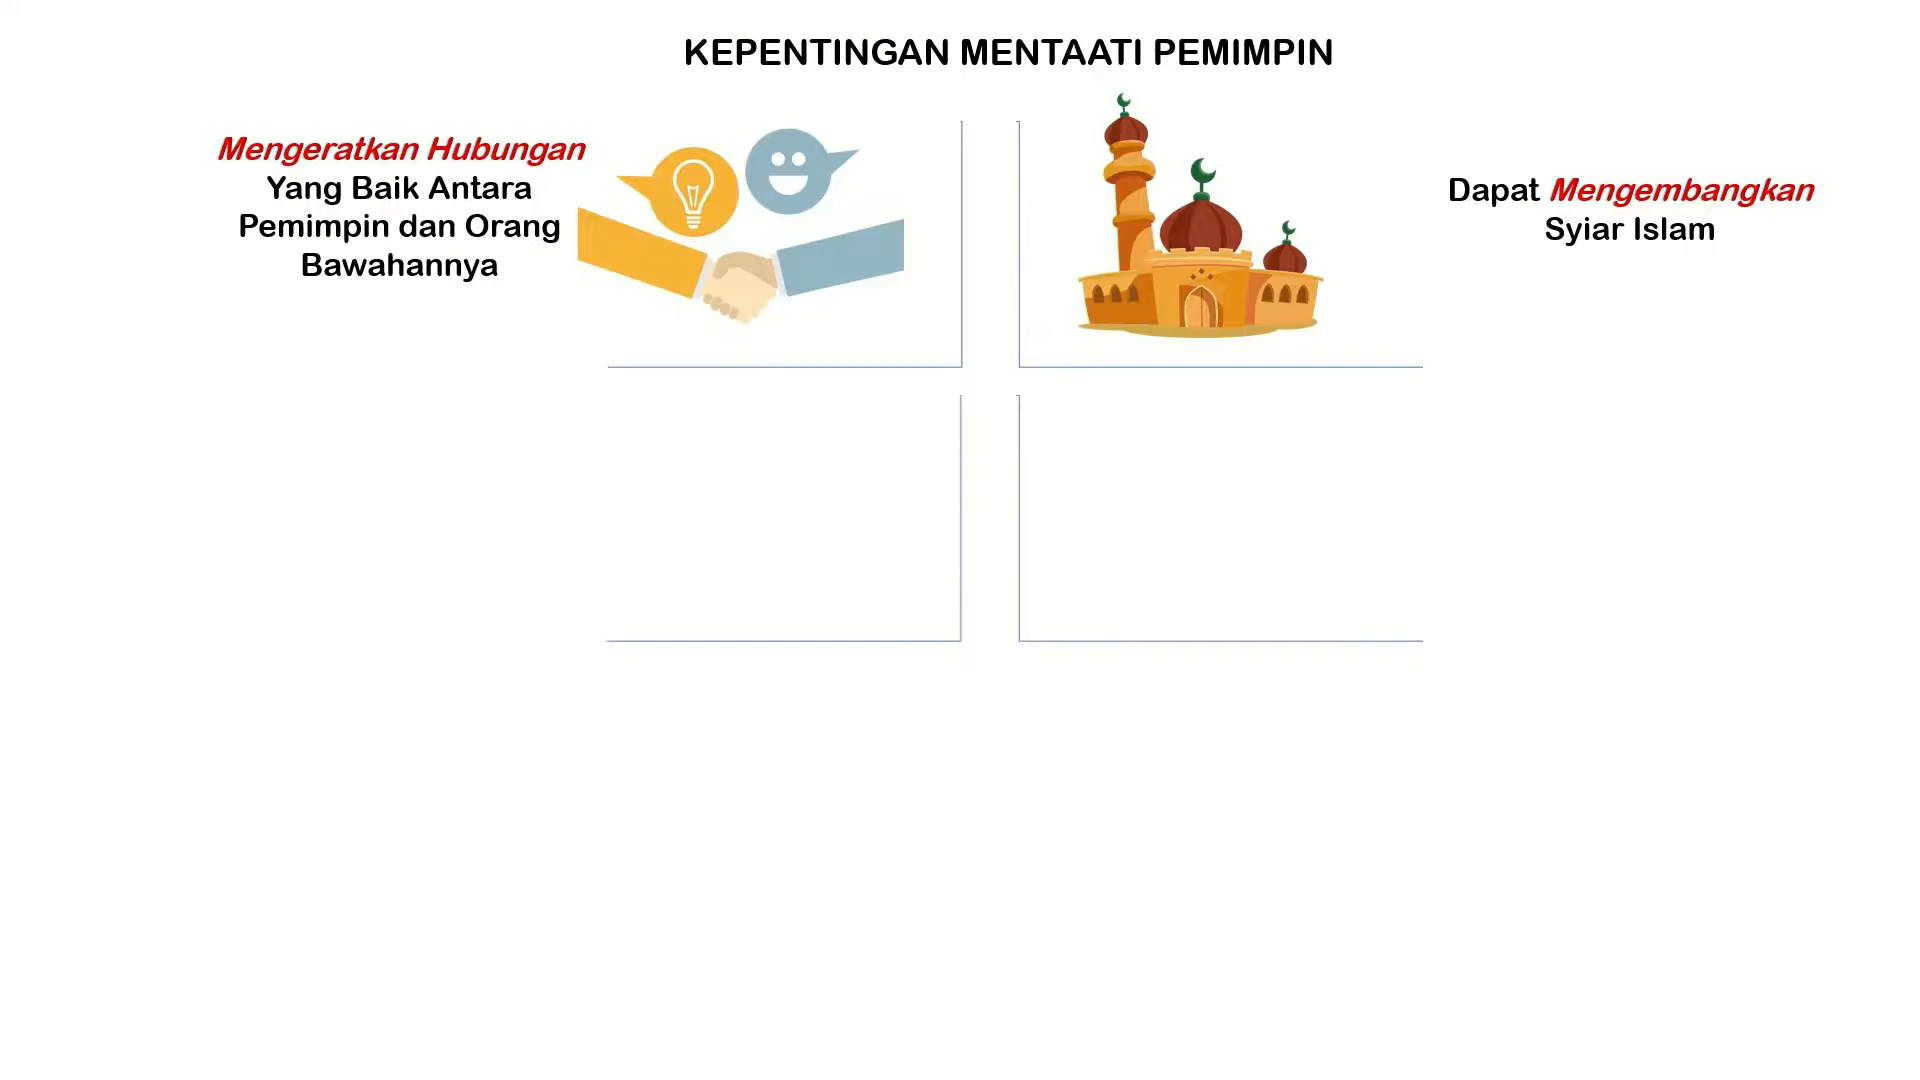 KEPENTINGAN MENTAATI PEMIMPIN
Mengeratkan Hubungan
Yang Baik Antara
Pemimpin dan Orang
Bawahannya
Dapat Mengembangkan
Syiar Islam